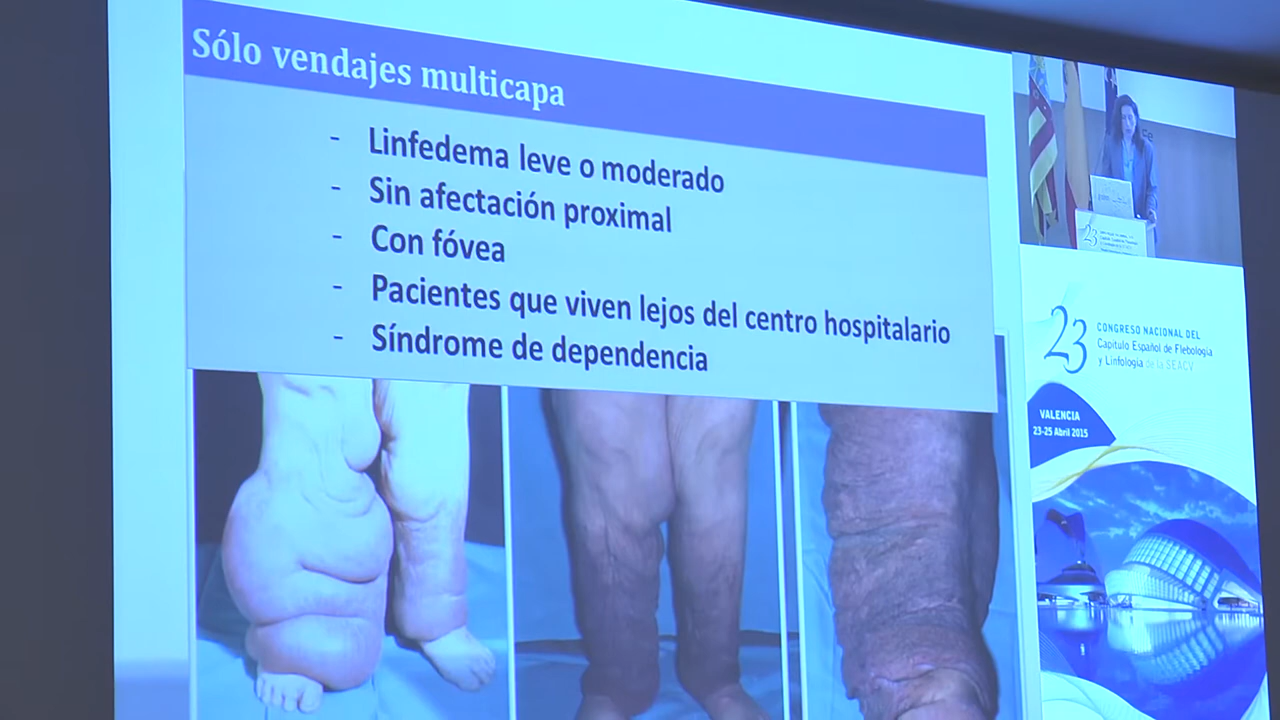 Sólo vendajes multicapa
- Linfedema leve o moderado
- Sin afectación proximal
- Con fóvea
- Pacientes que viven lejos del centro hospitalario
- Síndrome de dependencia
23
23
CONGRESO NACIONAL DEL
Capítulo Español de Flebología
y Linfología de la SEACV
VALENCIA
23-25 Abril 2015